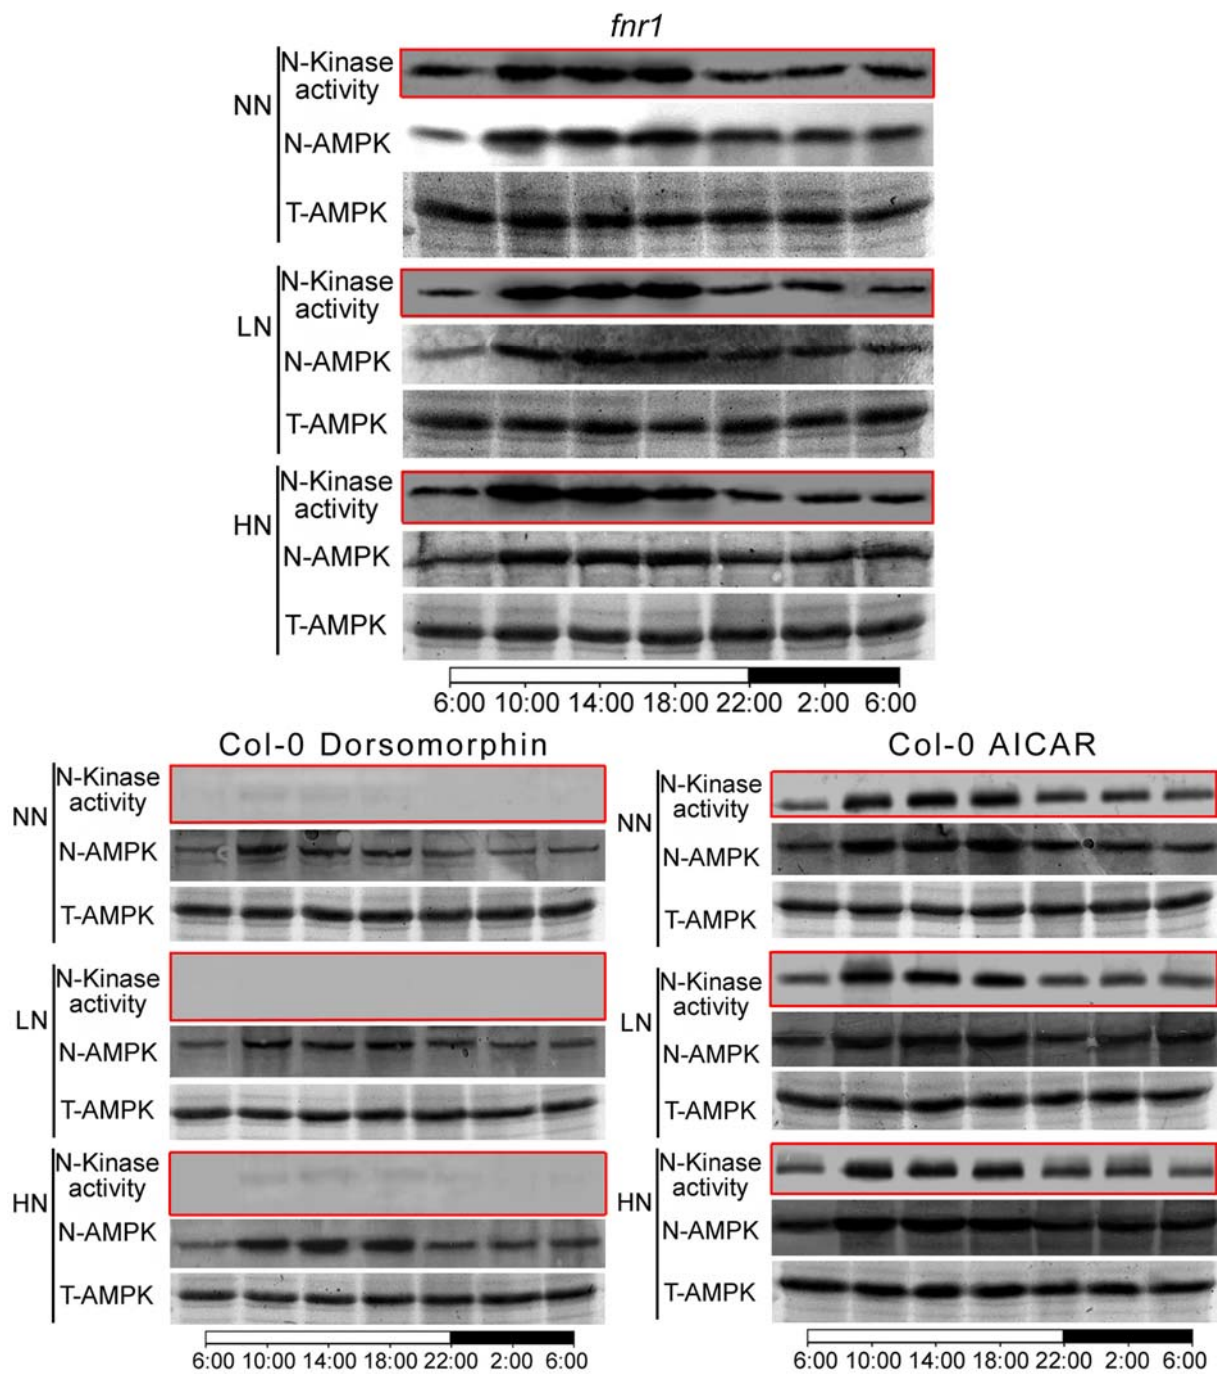 fnr1
NN
N-Kinase
activity
N-AMPK
T-AMPK
LN
N-Kinase
activity
N-AMPK
T-AMPK
HN
N-Kinase
activity
N-AMPK
T-AMPK
6:00 10:00 14:00 18:00 22:00 2:00 6:00
Col-0 Dorsomorphin
NN
N-Kinase
activity
N-AMPK
T-AMPK
LN
N-Kinase
activity
N-AMPK
T-AMPK
HN
N-Kinase
activity
N-AMPK
T-AMPK
6:00 10:00 14:00 18:00 22:00 2:00 6:00
Col-0 AICAR
NN
N-Kinase
activity
N-AMPK
T-AMPK
LN
N-Kinase
activity
N-AMPK
T-AMPK
HN
N-Kinase
activity
N-AMPK
T-AMPK
6:00 10:00 14:00 18:00 22:00 2:00 6:00